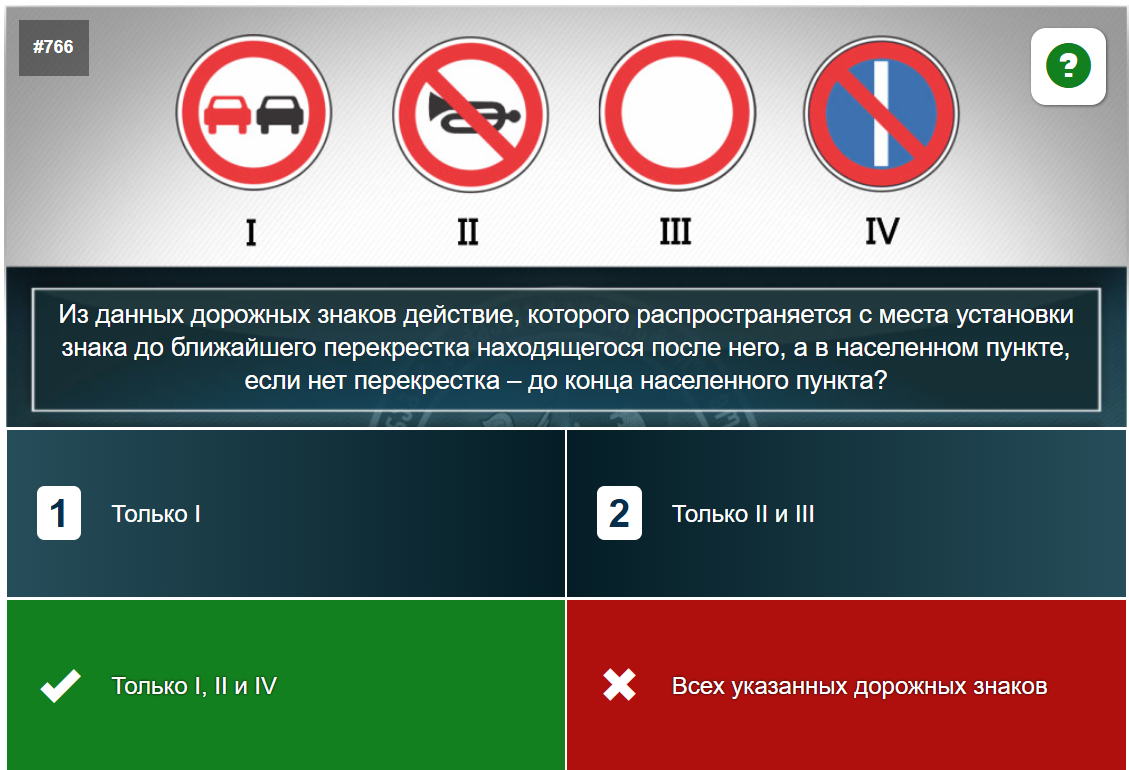 #766
?
I
II
III
IV
Из данных дорожных знаков действие, которого распространяется с места установки
знака до ближайшего перекрестка находящегося после него, а в населенном пункте,
если нет перекрестка – до конца населенного пункта?
1 Только I
2 Только II и III
Только I, II и IV
Всех указанных дорожных знаков